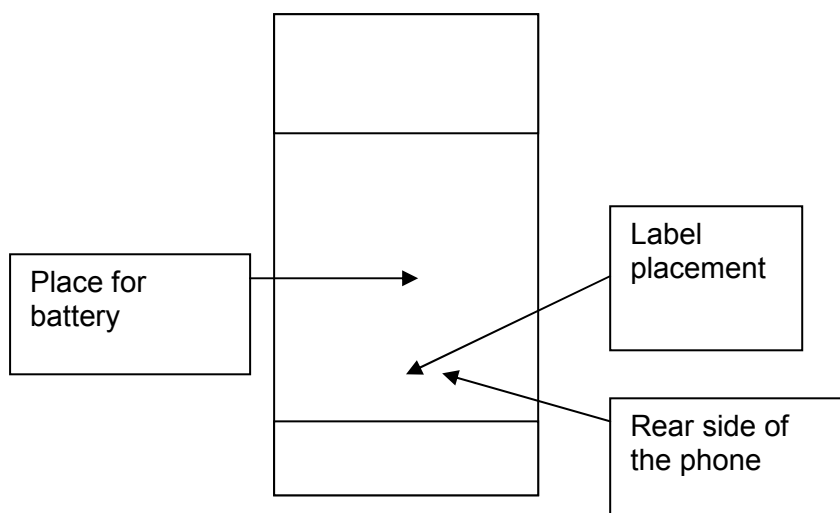 Place for
battery
Label
placement
Rear side of
the phone